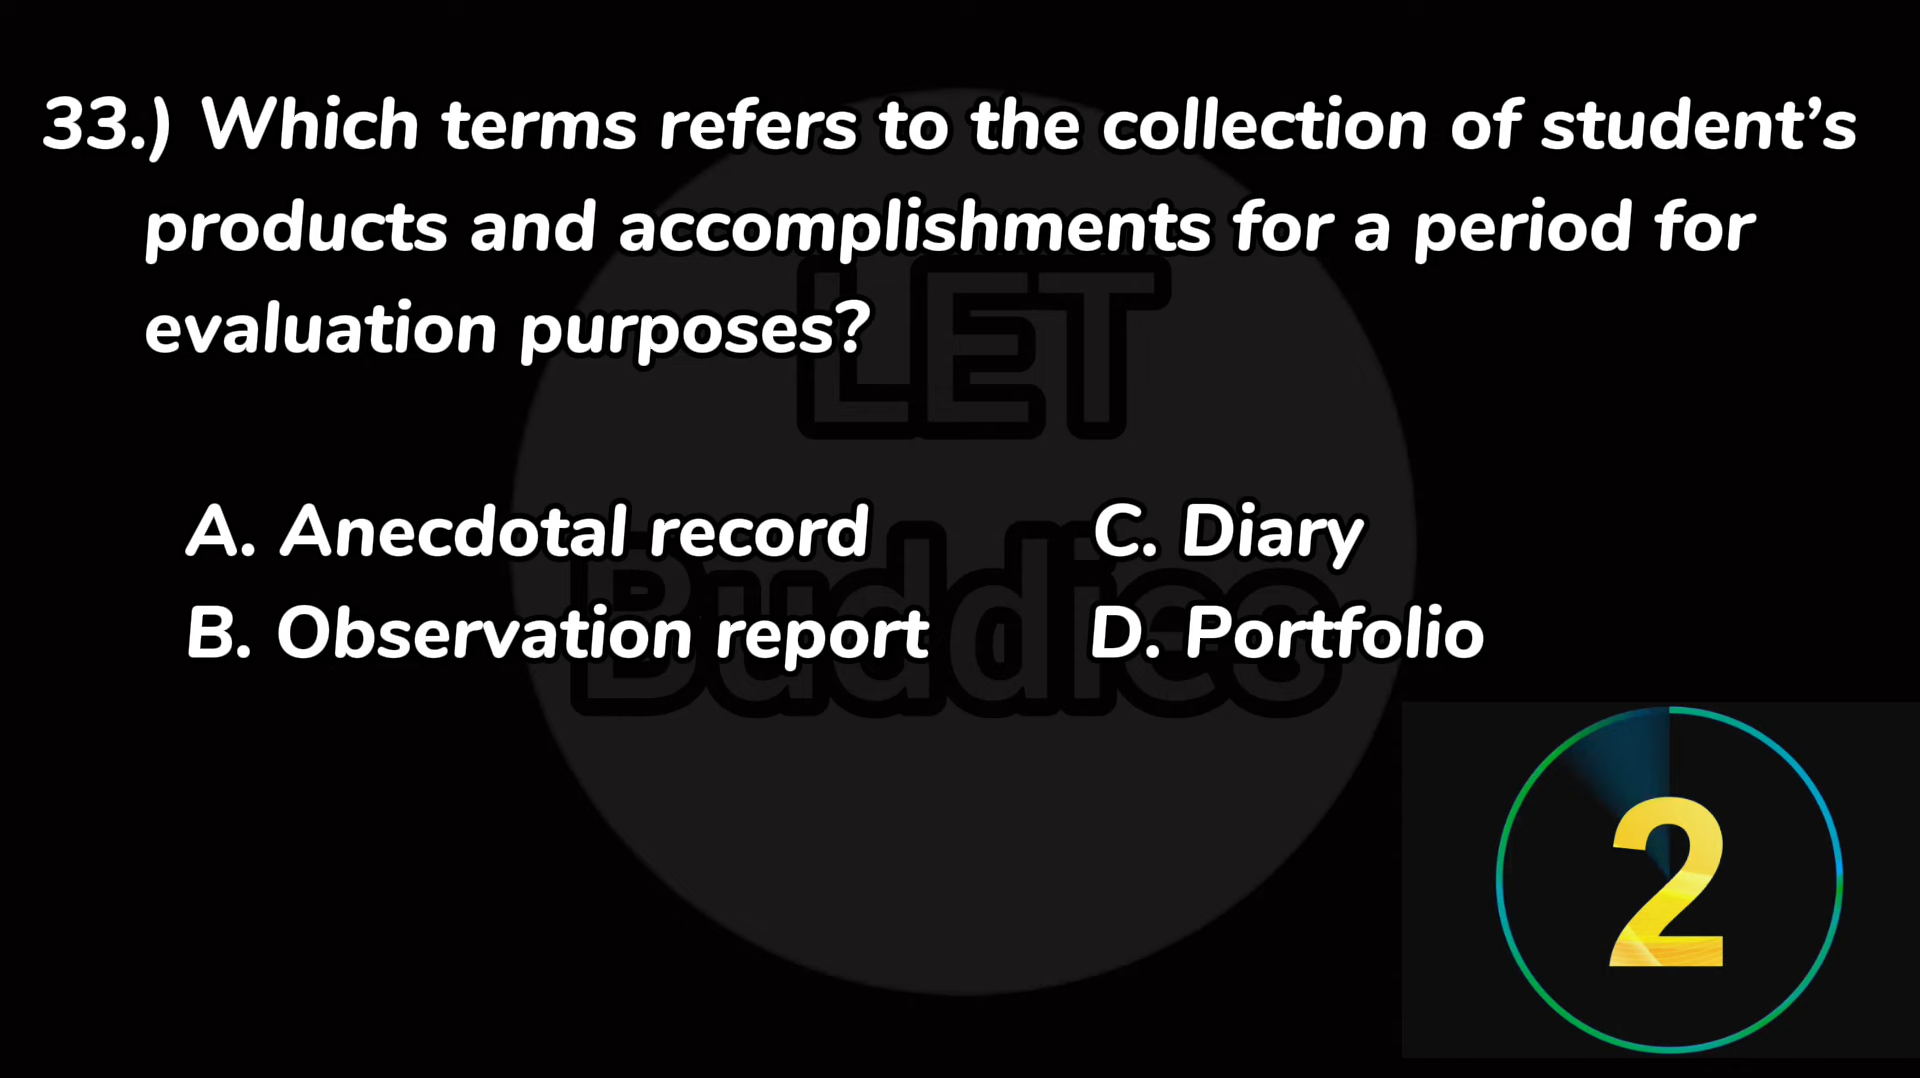 33.) Which terms refers to the collection of student’s
products and accomplishments for a period for
evaluation purposes?
LET
Buddies
A. Anecdotal record
C. Diary
B. Observation report
D. Portfolio
2